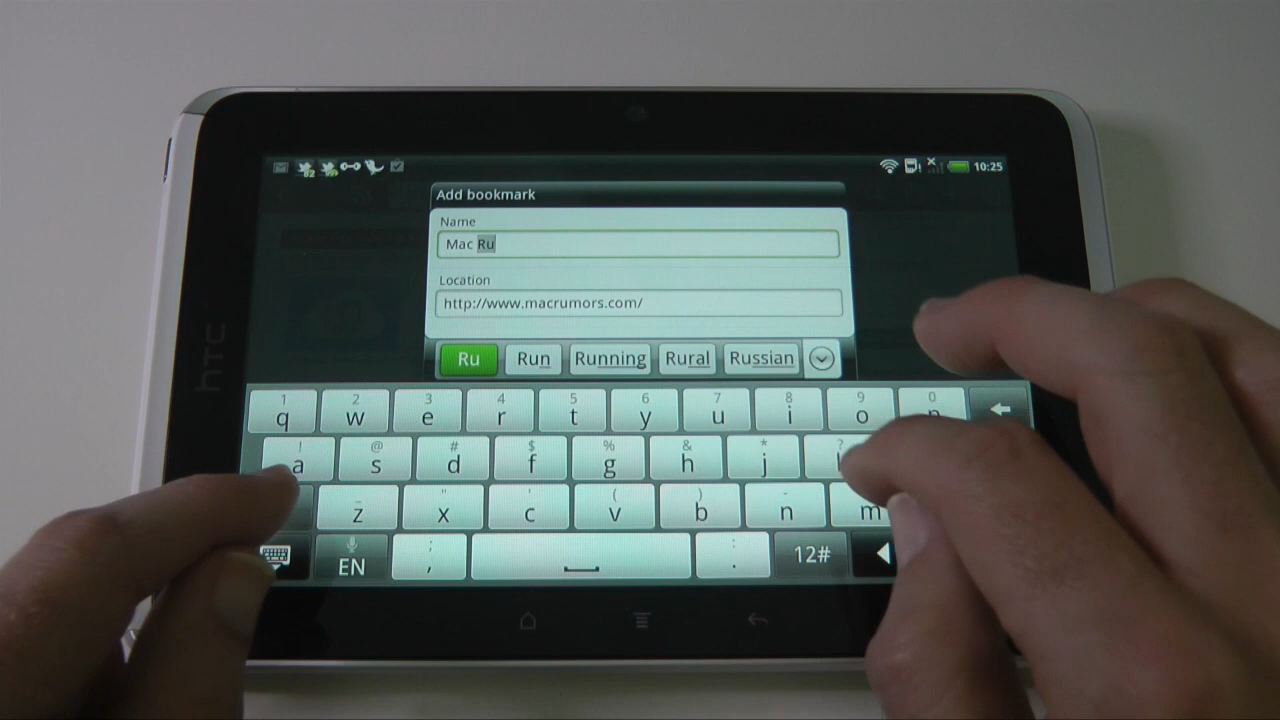 10:25
Add bookmark
Name
Mac Ru
Location
http://www.macrumors.com/
Ru Run Running Rural Russian
1 2 3 4 5 6 7 8 9 0
q w e r t y u i o p
! @ # $ % & * ?
a s d f g h j
_ " ' ( ) -
z x c v b n m
EN , ; : . 12#
hTC